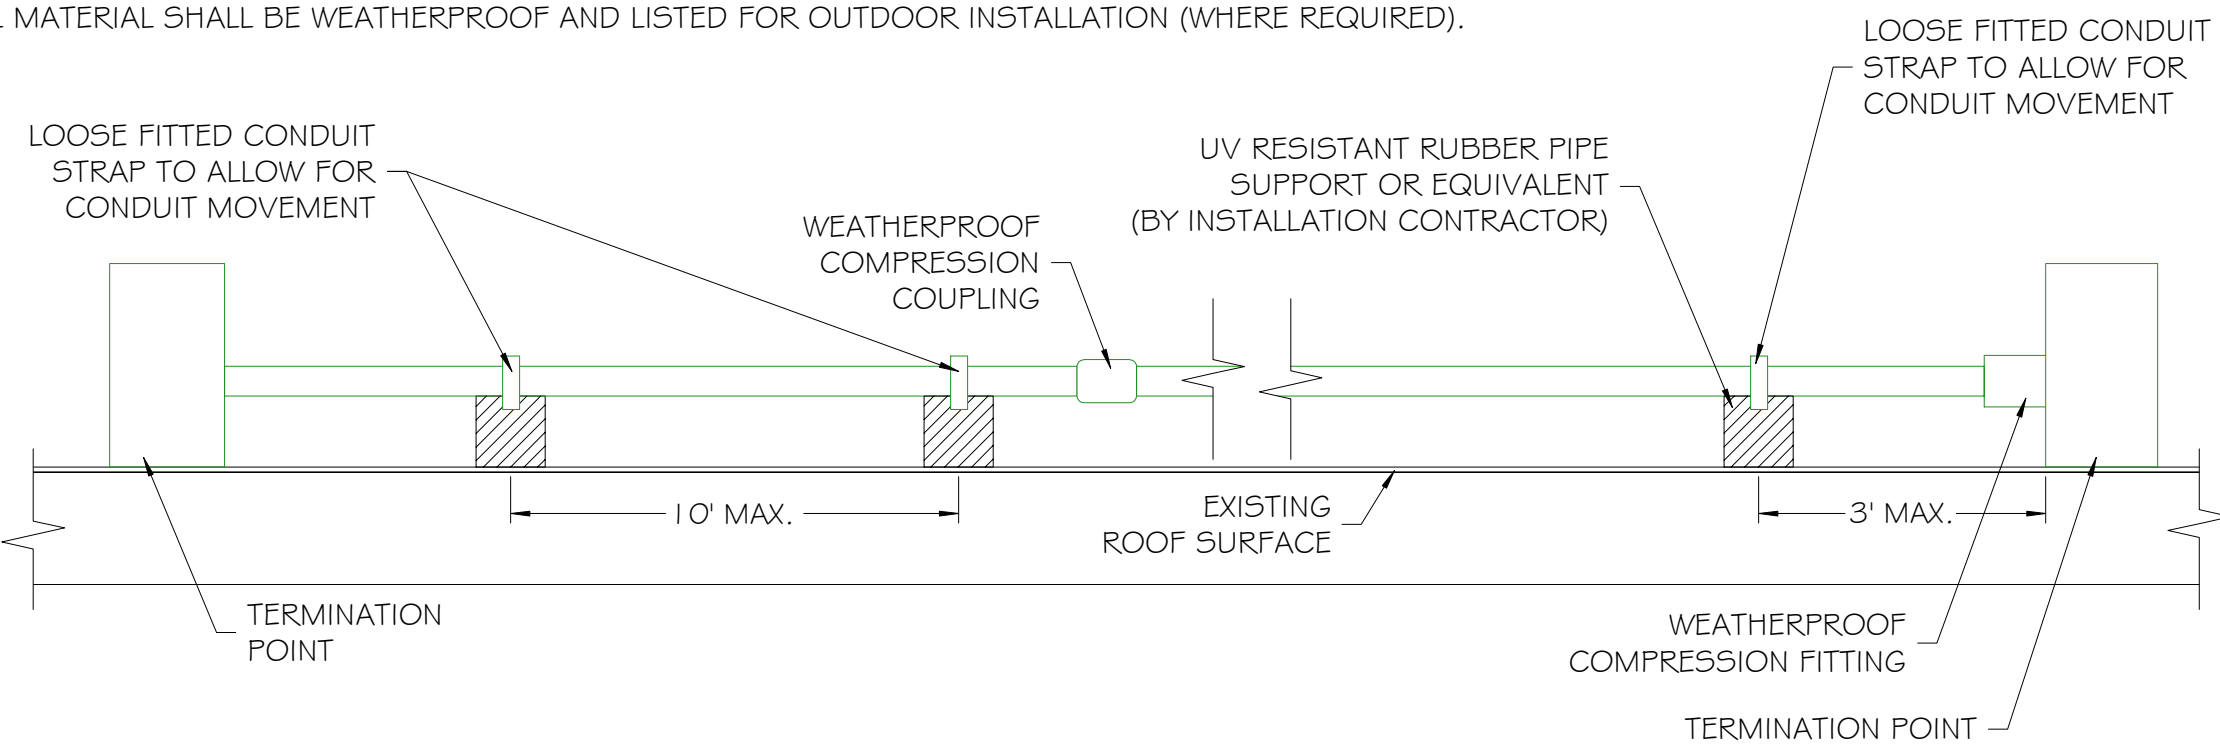 MATERIAL SHALL BE WEATHERPROOF AND LISTED FOR OUTDOOR INSTALLATION (WHERE REQUIRED).
LOOSE FITTED CONDUIT
STRAP TO ALLOW FOR
CONDUIT MOVEMENT
LOOSE FITTED CONDUIT
STRAP TO ALLOW FOR
CONDUIT MOVEMENT
UV RESISTANT RUBBER PIPE
SUPPORT OR EQUIVALENT
(BY INSTALLATION CONTRACTOR)
WEATHERPROOF
COMPRESSION
COUPLING
10' MAX.
EXISTING
ROOF SURFACE
3' MAX.
TERMINATION
POINT
WEATHERPROOF
COMPRESSION FITTING
TERMINATION POINT